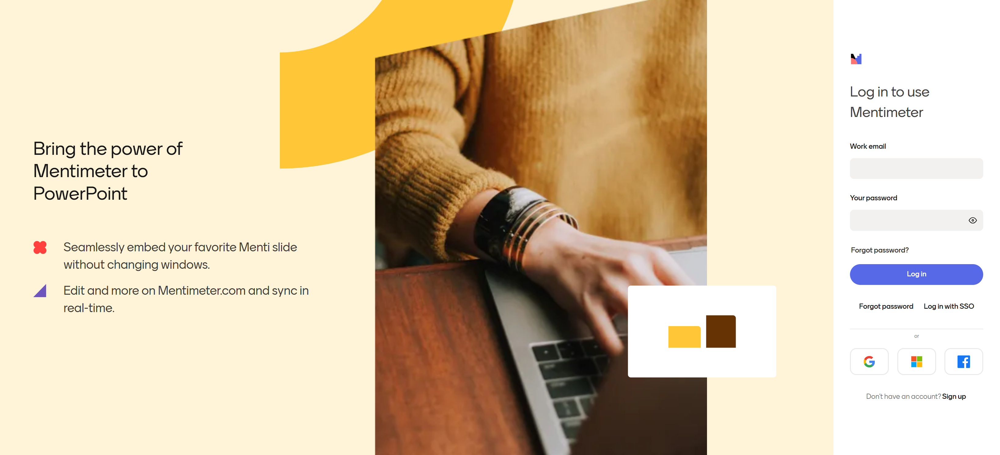 Bring the power of
Mentimeter to
PowerPoint
Seamlessly embed your favorite Menti slide
without changing windows.
Edit and more on Mentimeter.com and sync in
real-time.
Log in to use
Mentimeter
Work email
Your password
Forgot password?
Log in
Forgot password Log in with SSO
or
Don't have an account? Sign up